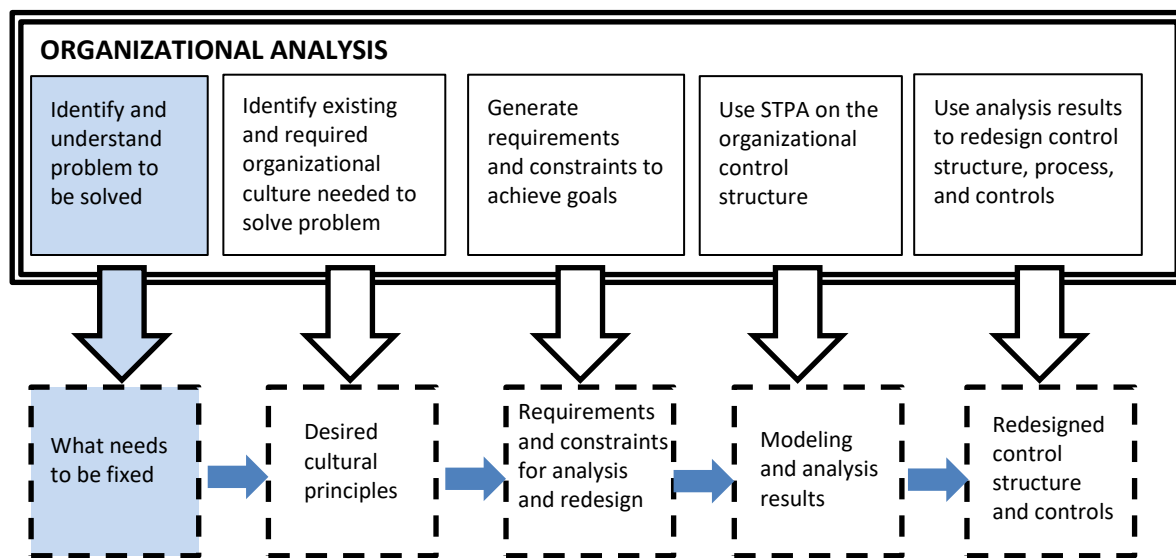 ORGANIZATIONAL ANALYSIS
Identify and
understand
problem to
be solved
Identify existing
and required
organizational
culture needed to
solve problem
Generate
requirements
and constraints to
achieve goals
Use STPA on the
organizational
control
structure
Use analysis results
to redesign control
structure, process,
and controls
What needs
to be fixed
Desired
cultural
principles
Requirements
and constraints
for analysis
and redesign
Modeling
and analysis
results
Redesigned
control
structure
and controls